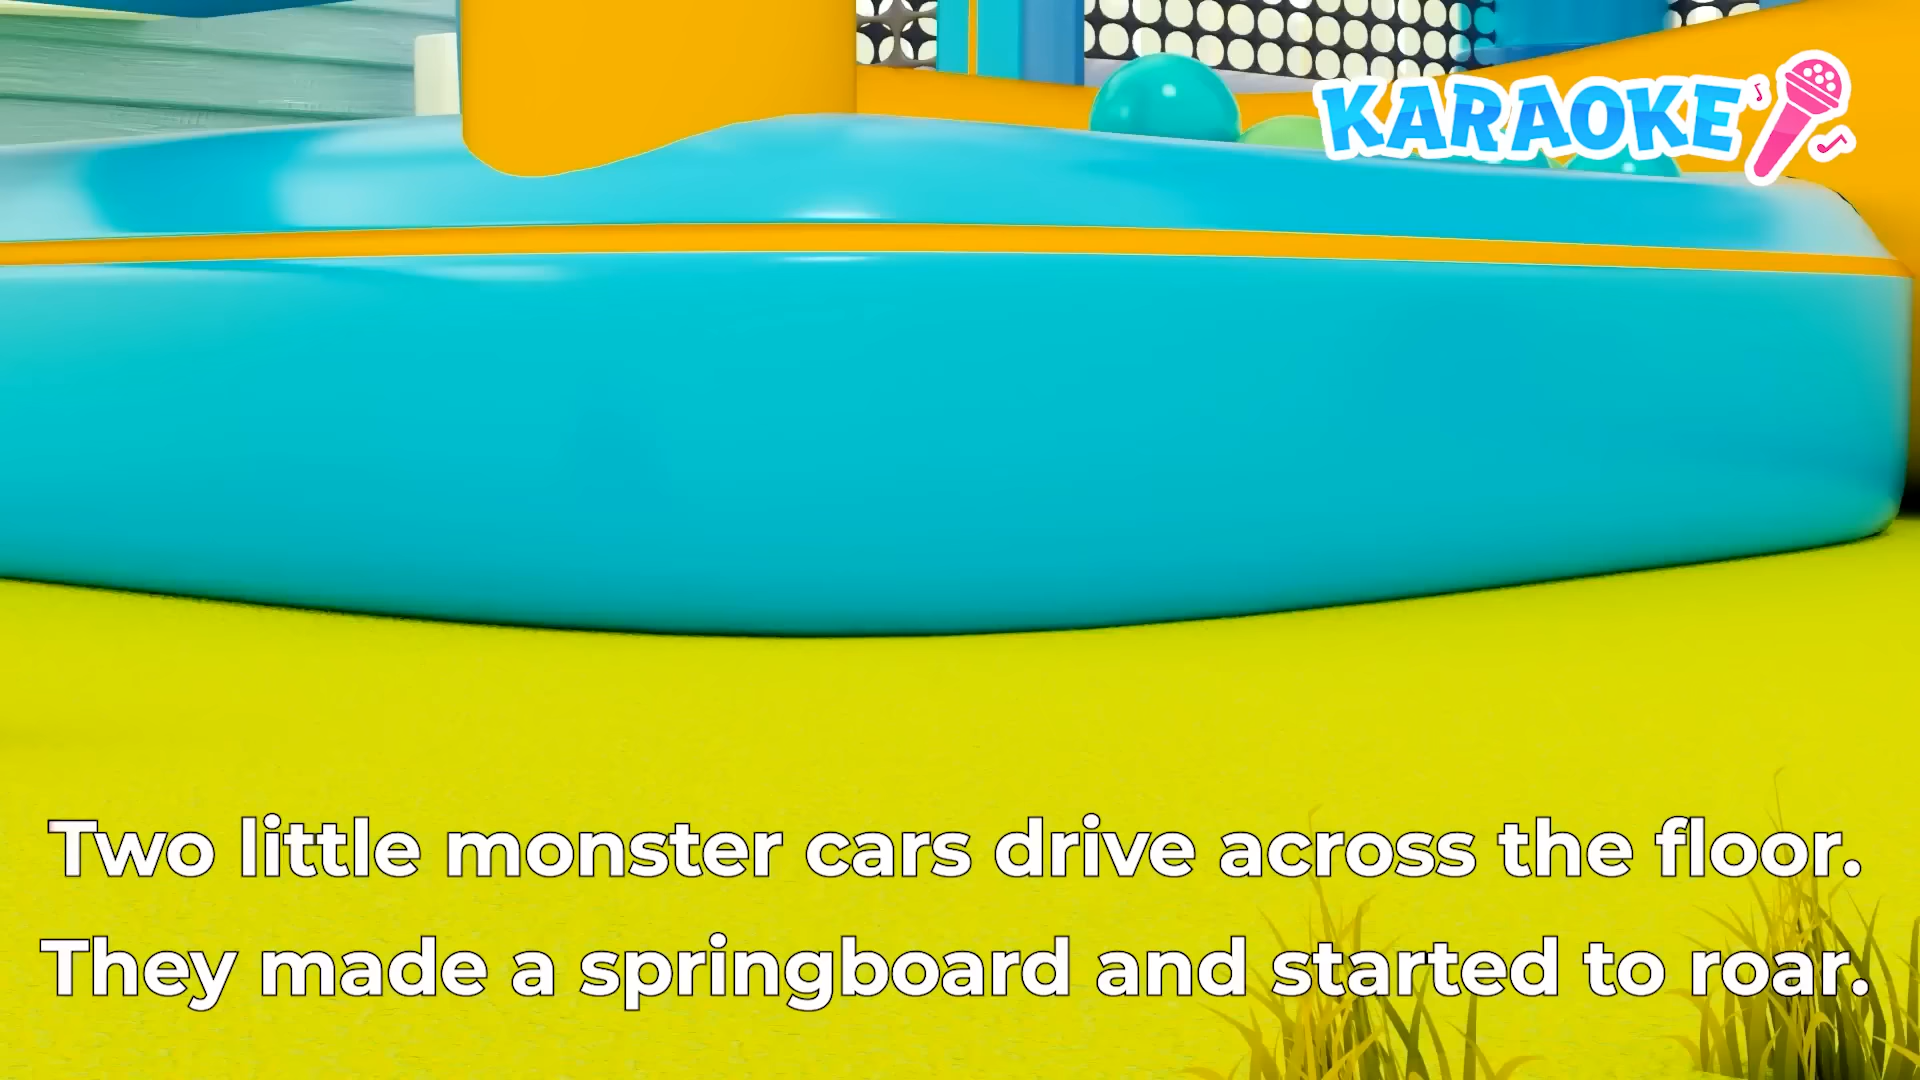 KARAOKE
Two little monster cars drive across the floor.
They made a springboard and started to roar.